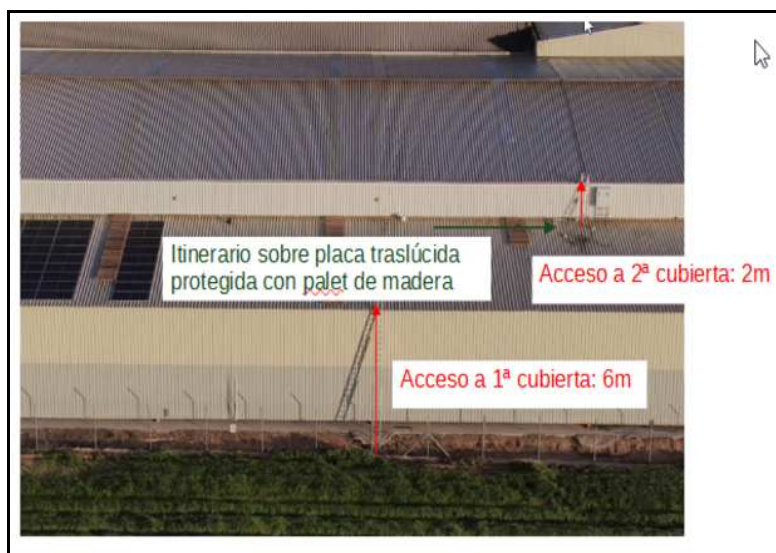 Itinerario sobre placa traslúcida
protegida con palet de madera
Acceso a 2ª cubierta: 2m
Acceso a 1ª cubierta: 6m